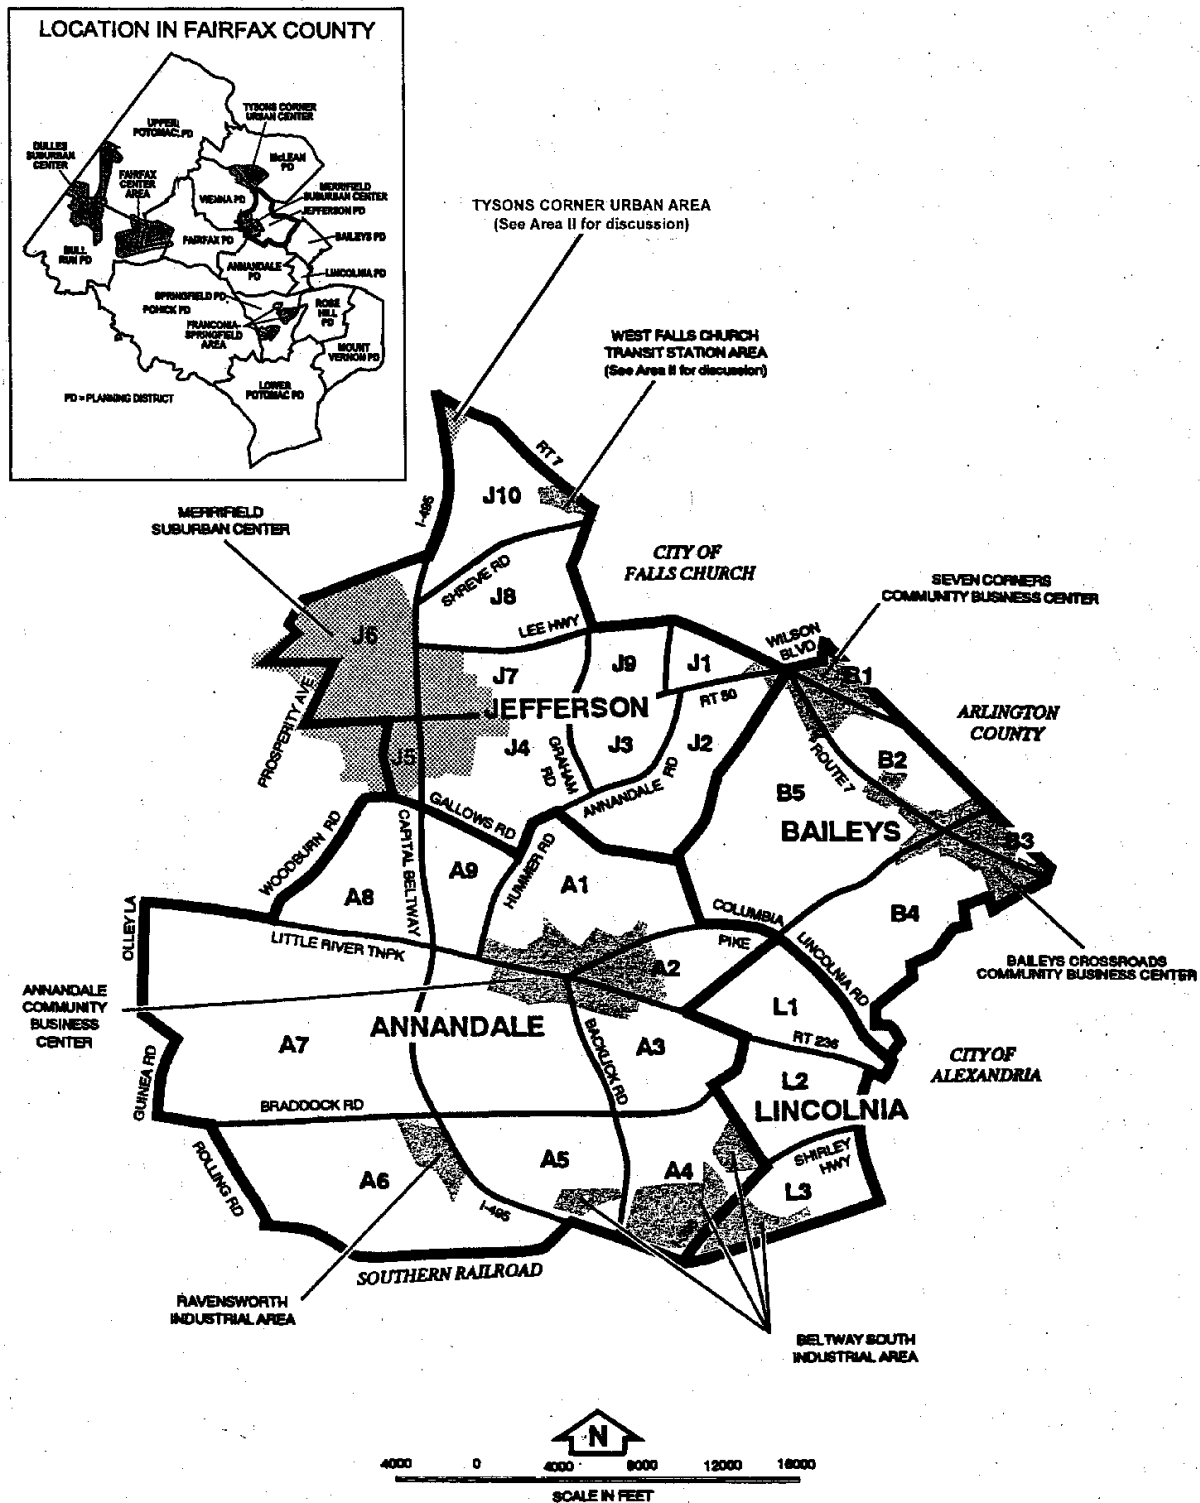 LOCATION IN FAIRFAX COUNTY
TYSONS CORNER
URBAN CENTER
UPPER
POTOMAC PD
McLEAN
PD
DULLES
SUBURBAN
CENTER
FAIRFAX
CENTER
AREA
VIENNA PD
MERRIFIELD
SUBURBAN CENTER
JEFFERSON PD
FAIRFAX PD
BAILEYS PD
BULL
RUN PD
ANNANDALE
PD
LINCOLNIA PD
SPRINGFIELD PD
POHICK PD
ROSE
HILL
PD
FRANCONIA-
SPRINGFIELD
AREA
MOUNT
VERNON PD
LOWER
POTOMAC PD
PD = PLANNING DISTRICT
TYSONS CORNER URBAN AREA
(See Area II for discussion)
WEST FALLS CHURCH
TRANSIT STATION AREA
(See Area II for discussion)
RT 7
J10
I-495
MERRIFIELD
SUBURBAN CENTER
CITY OF
FALLS CHURCH
SHREVE RD
J8
LEE HWY
SEVEN CORNERS
COMMUNITY BUSINESS CENTER
WILSON
BLVD
J6
J7
J9
J1
B1
RT 50
JEFFERSON
PROSPERITY AVE
ARLINGTON
COUNTY
J5
J4
GRAHAM
RD
J3
J2
ROUTE 7
B2
ANNANDALE RD
B5
BAILEYS
B3
GALLOWS RD
WOODBURN RD
CAPITAL BELTWAY
HUMMER RD
A9
A8
A1
B4
OLLEY LA
LITTLE RIVER TNPK
COLUMBIA
PIKE
LINCOLNIA RD
BAILEYS CROSSROADS
COMMUNITY BUSINESS CENTER
A2
ANNANDALE
COMMUNITY
BUSINESS
CENTER
L1
ANNANDALE
A7
BACKLICK RD
A3
RT 236
GUINEA RD
L2
CITY OF
ALEXANDRIA
BRADDOCK RD
LINCOLNIA
ROLLING RD
A6
A5
A4
SHIRLEY
HWY
L3
I-495
SOUTHERN RAILROAD
RAVENSWORTH
INDUSTRIAL AREA
BELTWAY SOUTH
INDUSTRIAL AREA
N
4000 0 4000 8000 12000 16000
SCALE IN FEET